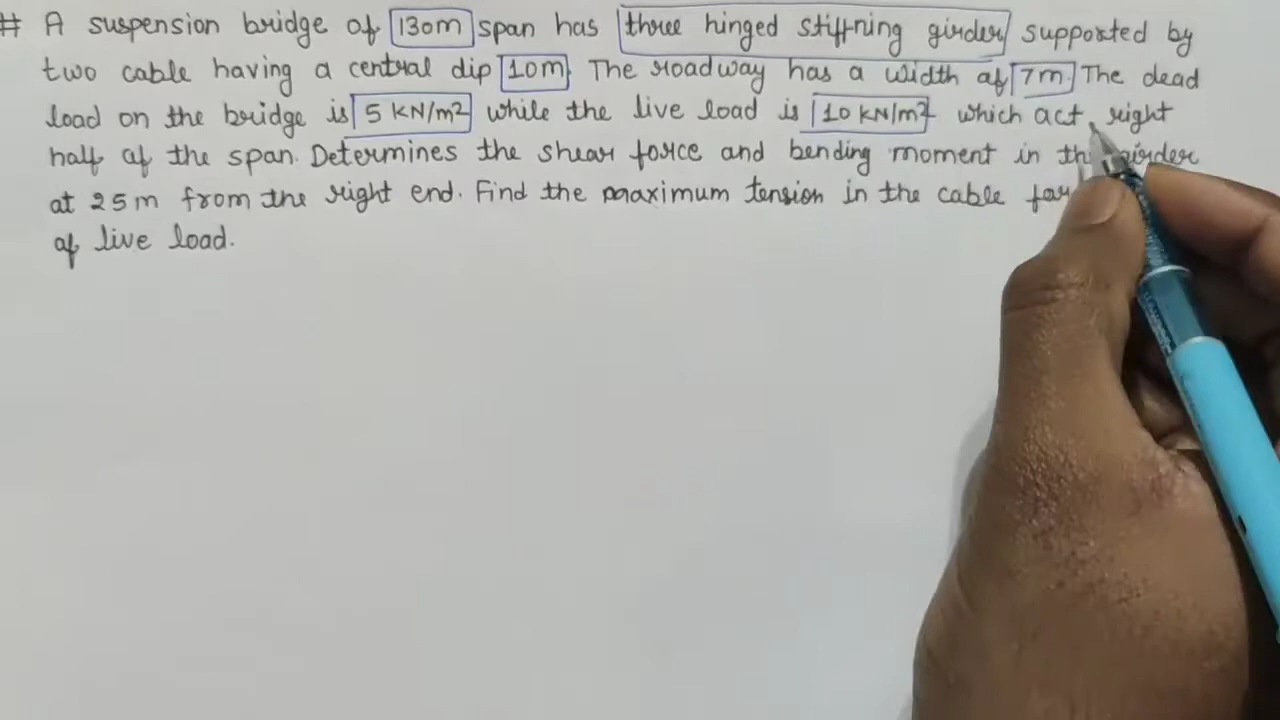 # A suspension bridge of 130m span has three hinged stiffning girder supported by
two cable having a central dip 10m. The roadway has a width of 7m. The dead
load on the bridge is 5 KN/m² while the live load is 10 KN/m² which act right
half of the span. Determines the shear force and bending moment in the girder
at 25m from the right end. Find the maximum tension in the cable for
of live load.